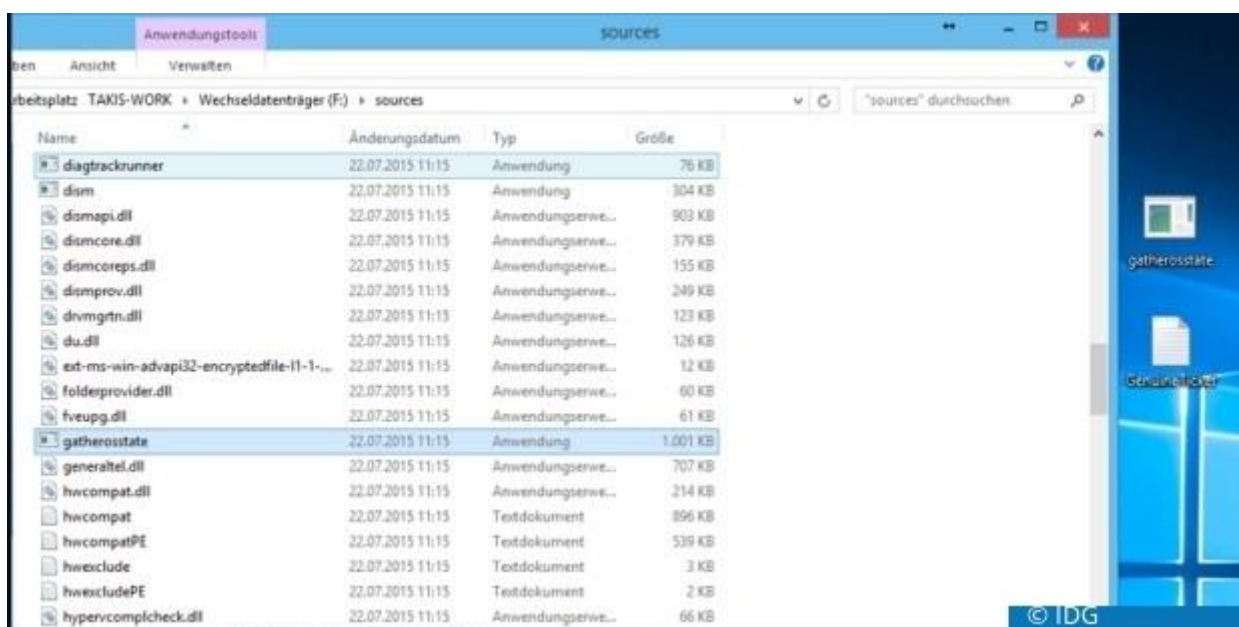 Anwendungstools
sources
ben Ansicht Verwalten
rbeitsplatz TAKIS-WORK Wechseldatenträger (F:) sources
"sources" durchsuchen
Name Änderungsdatum Typ Größe
diagtrackrunner 22.07.2015 11:15 Anwendung 76 KB
dism 22.07.2015 11:15 Anwendung 304 KB
dismapi.dll 22.07.2015 11:15 Anwendungserwe... 903 KB
dismcore.dll 22.07.2015 11:15 Anwendungserwe... 379 KB
dismcoreps.dll 22.07.2015 11:15 Anwendungserwe... 155 KB
dismprov.dll 22.07.2015 11:15 Anwendungserwe... 249 KB
drvmgrtn.dll 22.07.2015 11:15 Anwendungserwe... 123 KB
du.dll 22.07.2015 11:15 Anwendungserwe... 126 KB
ext-ms-win-advapi32-encryptedfile-l1-1-... 22.07.2015 11:15 Anwendungserwe... 12 KB
folderprovider.dll 22.07.2015 11:15 Anwendungserwe... 60 KB
fveupg.dll 22.07.2015 11:15 Anwendungserwe... 61 KB
gatherosstate 22.07.2015 11:15 Anwendung 1.001 KB
generaltel.dll 22.07.2015 11:15 Anwendungserwe... 707 KB
hwcompat.dll 22.07.2015 11:15 Anwendungserwe... 214 KB
hwcompat 22.07.2015 11:15 Textdokument 896 KB
hwcompatPE 22.07.2015 11:15 Textdokument 539 KB
hwexclude 22.07.2015 11:15 Textdokument 3 KB
hwexcludePE 22.07.2015 11:15 Textdokument 2 KB
hypervcomplcheck.dll 22.07.2015 11:15 Anwendungserwe... 66 KB
gatherosstate
GenuineTicket
© IDG